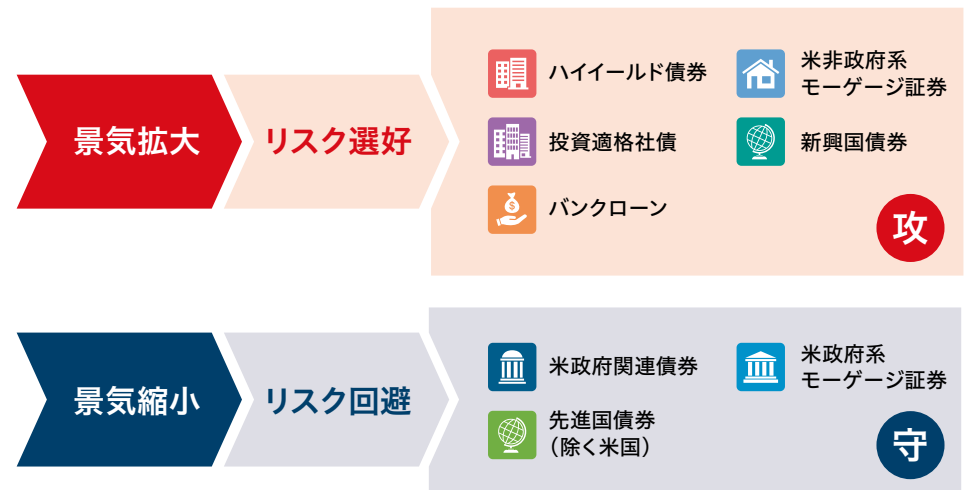 景気拡大
リスク選好
ハイイールド債券
米非政府系
モーゲージ証券
投資適格社債
新興国債券
バンクローン
$
攻
景気縮小
リスク回避
米政府関連債券
米政府系
モーゲージ証券
先進国債券
（除く米国）
守